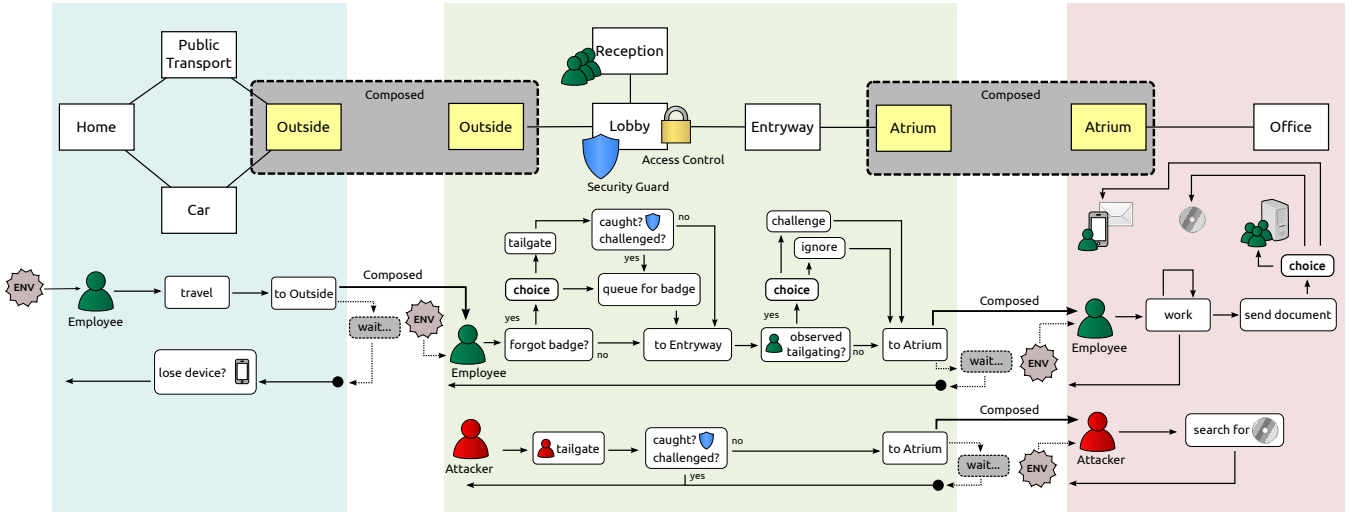 Public
Transport
Home
Car
Outside
Composed
Outside
Reception
Lobby
Access Control
Security Guard
Entryway
Atrium
Composed
Atrium
Office
ENV
Employee
travel
to Outside
Composed
wait...
ENV
lose device?
Employee
forgot badge?
yes
no
choice
tailgate
caught?
challenged?
no
yes
queue for badge
to Entryway
observed
tailgating?
yes
no
choice
ignore
challenge
to Atrium
Composed
wait...
ENV
Employee
work
send document
choice
Attacker
tailgate
caught?
challenged?
no
yes
to Atrium
Composed
wait...
ENV
Attacker
search for